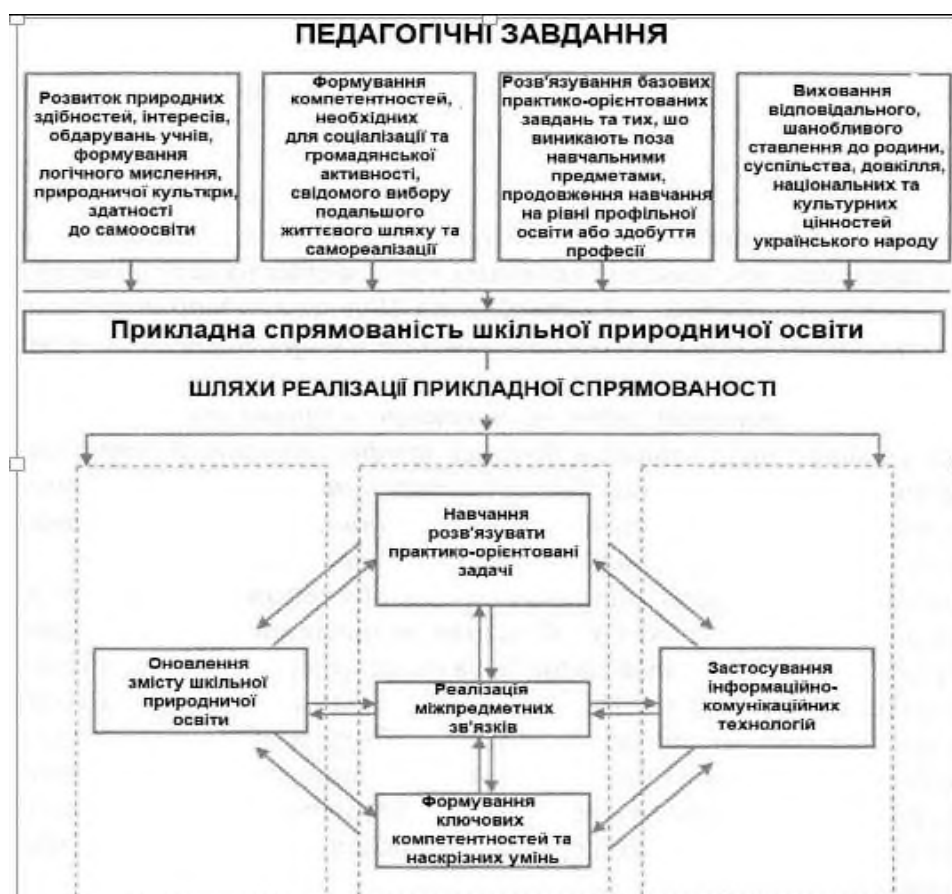 ПЕДАГОГІЧНІ ЗАВДАННЯ
Розвиток природних
здібностей, інтересів,
обдарувань учнів,
формування
логічного мислення,
природничої культкри,
здатності
до самоосвіти
Формування
компетентностей,
необхідних
для соціалізації та
громадянської
активності,
свідомого вибору
подальшого
життєвого шляху та
самореалізації
Розв'язування базових
практико-орієнтованих
завдань та тих, що
виникають поза
навчальними
предметами,
продовження навчання
на рівні профільної
освіти або здобуття
професії
Виховання
відповідального,
шанобливого
ставлення до родини,
суспільства, довкілля,
національних та
культурних
цінностей
українського народу
Прикладна спрямованість шкільної природничої освіти
ШЛЯХИ РЕАЛІЗАЦІЇ ПРИКЛАДНОЇ СПРЯМОВАНОСТІ
Навчання
розв'язувати
практико-орієнтовані
задачі
Оновлення
змісту шкільної
природничої
освіти
Реалізація
міжпредметних
зв'язків
Застосування
інформаційно-
комунікаційних
технологій
Формування
ключових
компетентностей та
наскрізних умінь